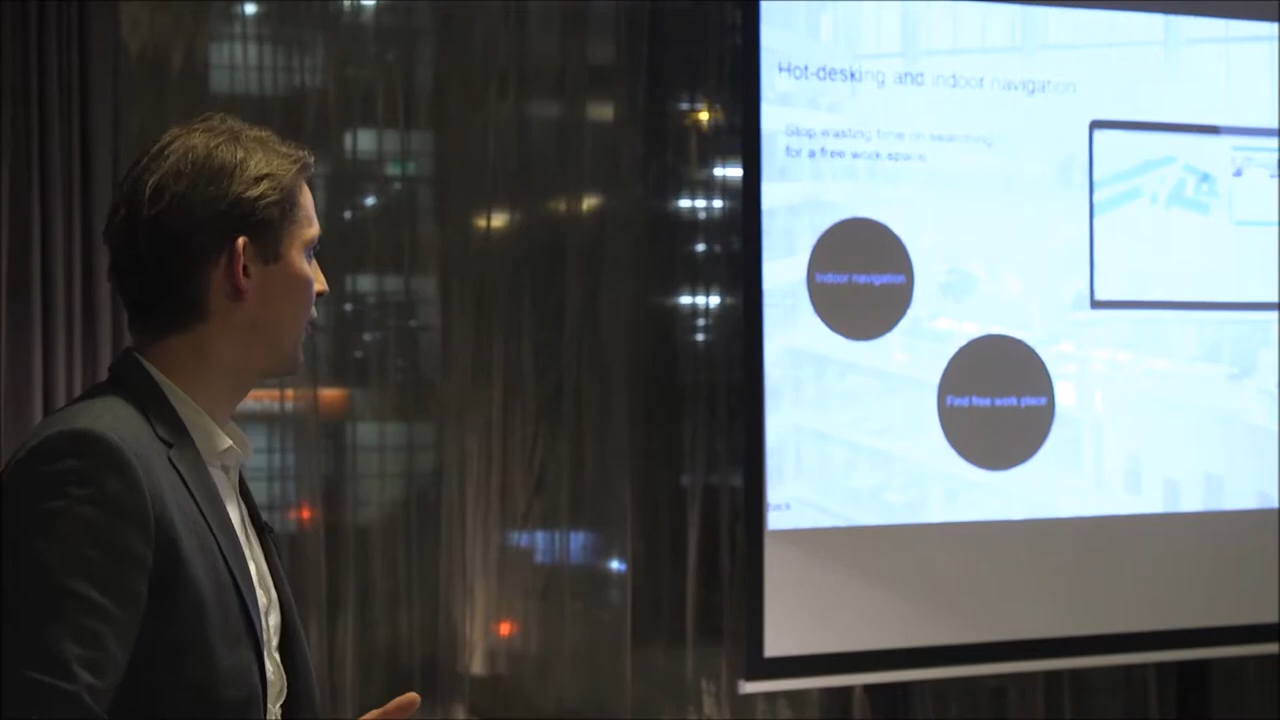 Hot-desking and indoor navigation
Stop wasting time on searching
for a free work space
Indoor navigation
Find free work place